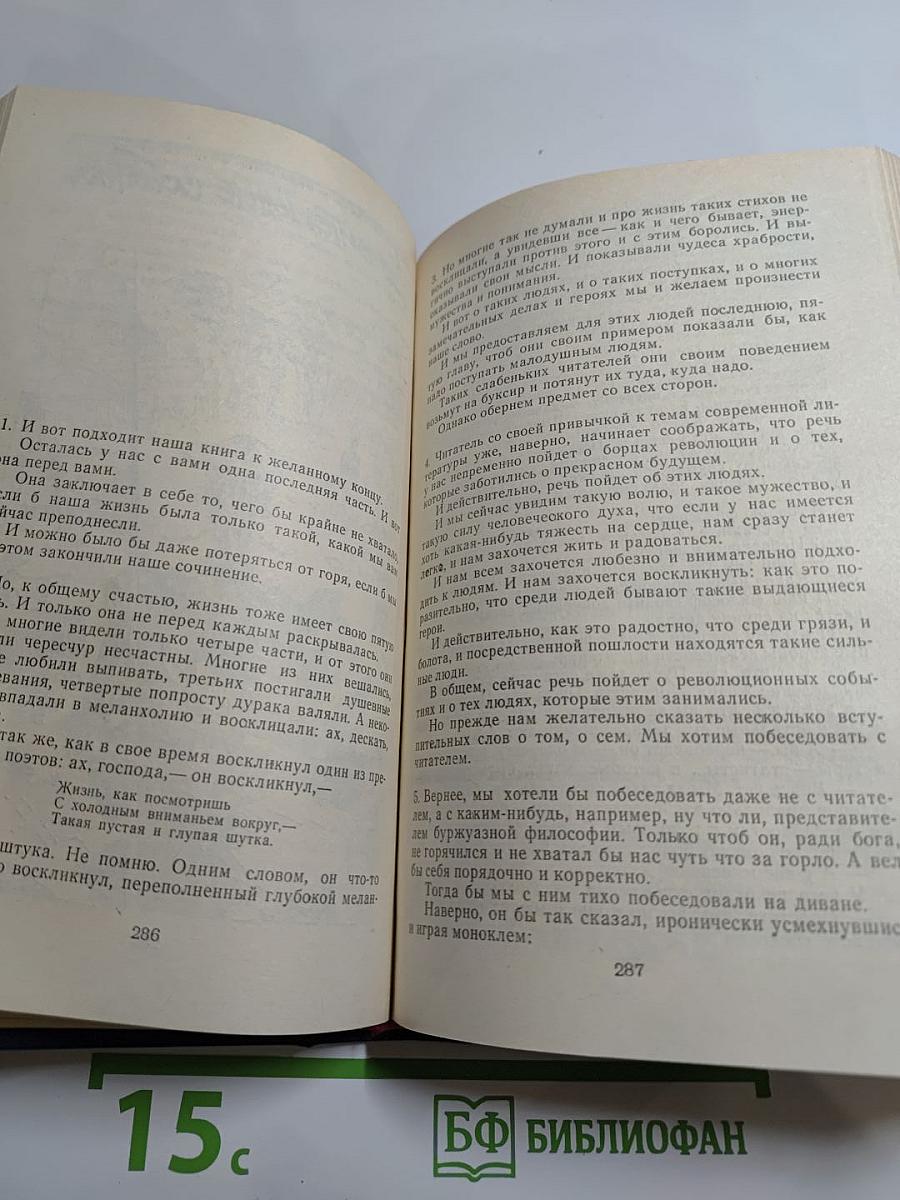 1. И вот подходит наша книга к желанному концу.
Осталась у нас с вами одна последняя часть. И вот
она перед вами.
Она заключает в себе то, чего бы крайне не хватало,
если б наша жизнь была только такой, какой мы вам
сейчас преподнесли.
И можно было бы даже потеряться от горя, если б мы
этом закончили наше сочинение.
о, к общему счастью, жизнь тоже имеет свою пятую
ь. И только она не перед каждым раскрывалась.
многие видели только четыре части, и от этого они
ли чересчур несчастны. Многие из них вешались,
е любили выпивать, третьих постигали душевные
евания, четвертые попросту дурака валяли. А неко-
впадали в меланхолию и восклицали: ах, дескать,
так же, как в свое время воскликнул один из пре-
поэтов: ах, господа,— он воскликнул,—
Жизнь, как посмотришь
С холодным вниманьем вокруг,—
Такая пустая и глупая шутка.
штука. Не помню. Одним словом, он что-то
о воскликнул, переполненный глубокой мелан-
286
3. Но многие так не думали и про жизнь таких стихов не
восклицали, а увидевши все — как и чего бывает, энер-
гично выступали против этого и с этим боролись. И вы-
сказывали свои мысли. И показывали чудеса храбрости,
мужества и понимания.
И вот о таких людях, и о таких поступках, и о многих
замечательных делах и героях мы и желаем произнести
наше слово.
И мы предоставляем для этих людей последнюю, пя-
тую главу, чтоб они своим примером показали бы, как
надо поступать малодушным людям.
Таких слабеньких читателей они своим поведением
возьмут на буксир и потянут их туда, куда надо.
Однако обернем предмет со всех сторон.
4. Читатель со своей привычкой к темам современной ли-
тературы уже, наверно, начинает соображать, что речь
у нас непременно пойдет о борцах революции и о тех,
которые заботились о прекрасном будущем.
И действительно, речь пойдет об этих людях.
И мы сейчас увидим такую волю, и такое мужество, и
такую силу человеческого духа, что если у нас имеется
хоть какая-нибудь тяжесть на сердце, нам сразу станет
легко, и нам захочется жить и радоваться.
И нам всем захочется любезно и внимательно подхо-
дить к людям. И нам захочется воскликнуть: как это по-
разительно, что среди людей бывают такие выдающиеся
герои.
И действительно, как это радостно, что среди грязи, и
болота, и посредственной пошлости находятся такие силь-
ные люди.
В общем, сейчас речь пойдет о революционных собы-
тиях и о тех людях, которые этим занимались.
Но прежде нам желательно сказать несколько всту-
пительных слов о том, о сем. Мы хотим побеседовать с
читателем.
5. Вернее, мы хотели бы побеседовать даже не с читате-
лем, а с каким-нибудь, например, ну что ли, представите-
лем буржуазной философии. Только чтоб он, ради бога,
не горячился и не хватал бы нас чуть что за горло. А вел
бы себя порядочно и корректно.
Тогда бы мы с ним тихо побеседовали на диване.
Наверно, он бы так сказал, иронически усмехнувшис
и играя моноклем:
287
15 с
БФ БИБЛИОФАН